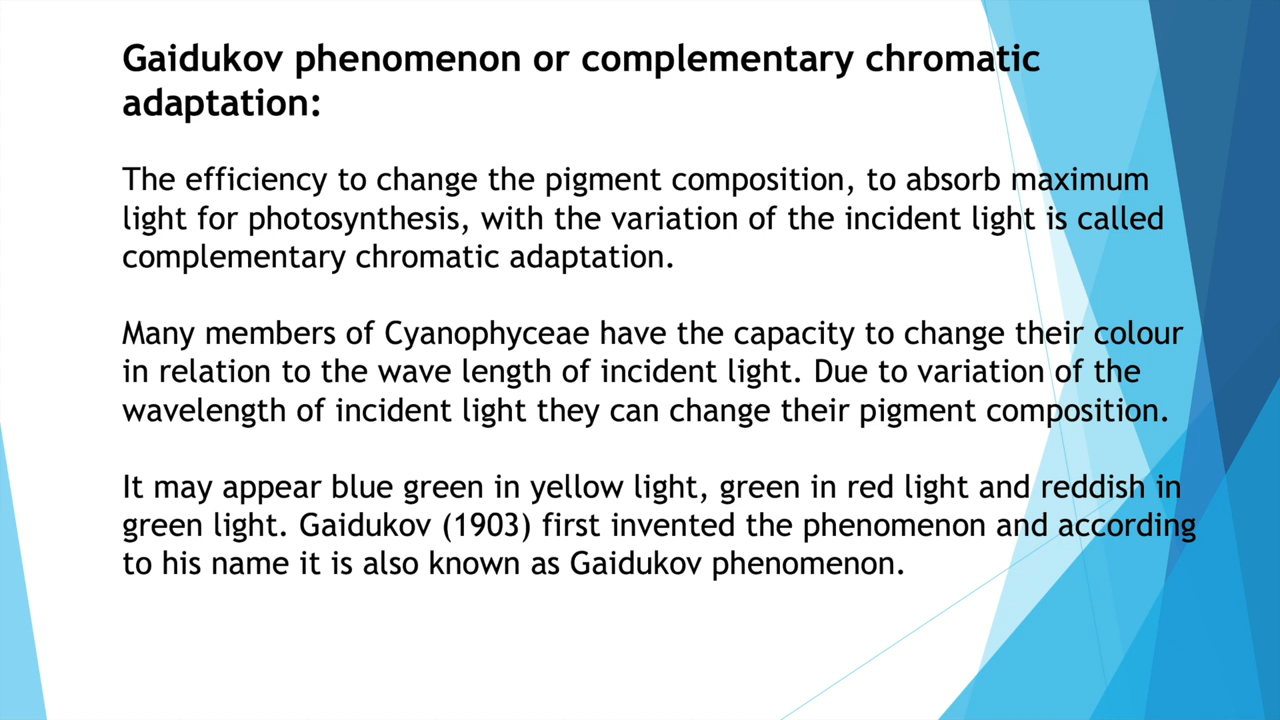 Gaidukov phenomenon or complementary chromatic
adaptation:
The efficiency to change the pigment composition, to absorb maximum
light for photosynthesis, with the variation of the incident light is called
complementary chromatic adaptation.
Many members of Cyanophyceae have the capacity to change their colour
in relation to the wave length of incident light. Due to variation of the
wavelength of incident light they can change their pigment composition.
It may appear blue green in yellow light, green in red light and reddish in
green light. Gaidukov (1903) first invented the phenomenon and according
to his name it is also known as Gaidukov phenomenon.